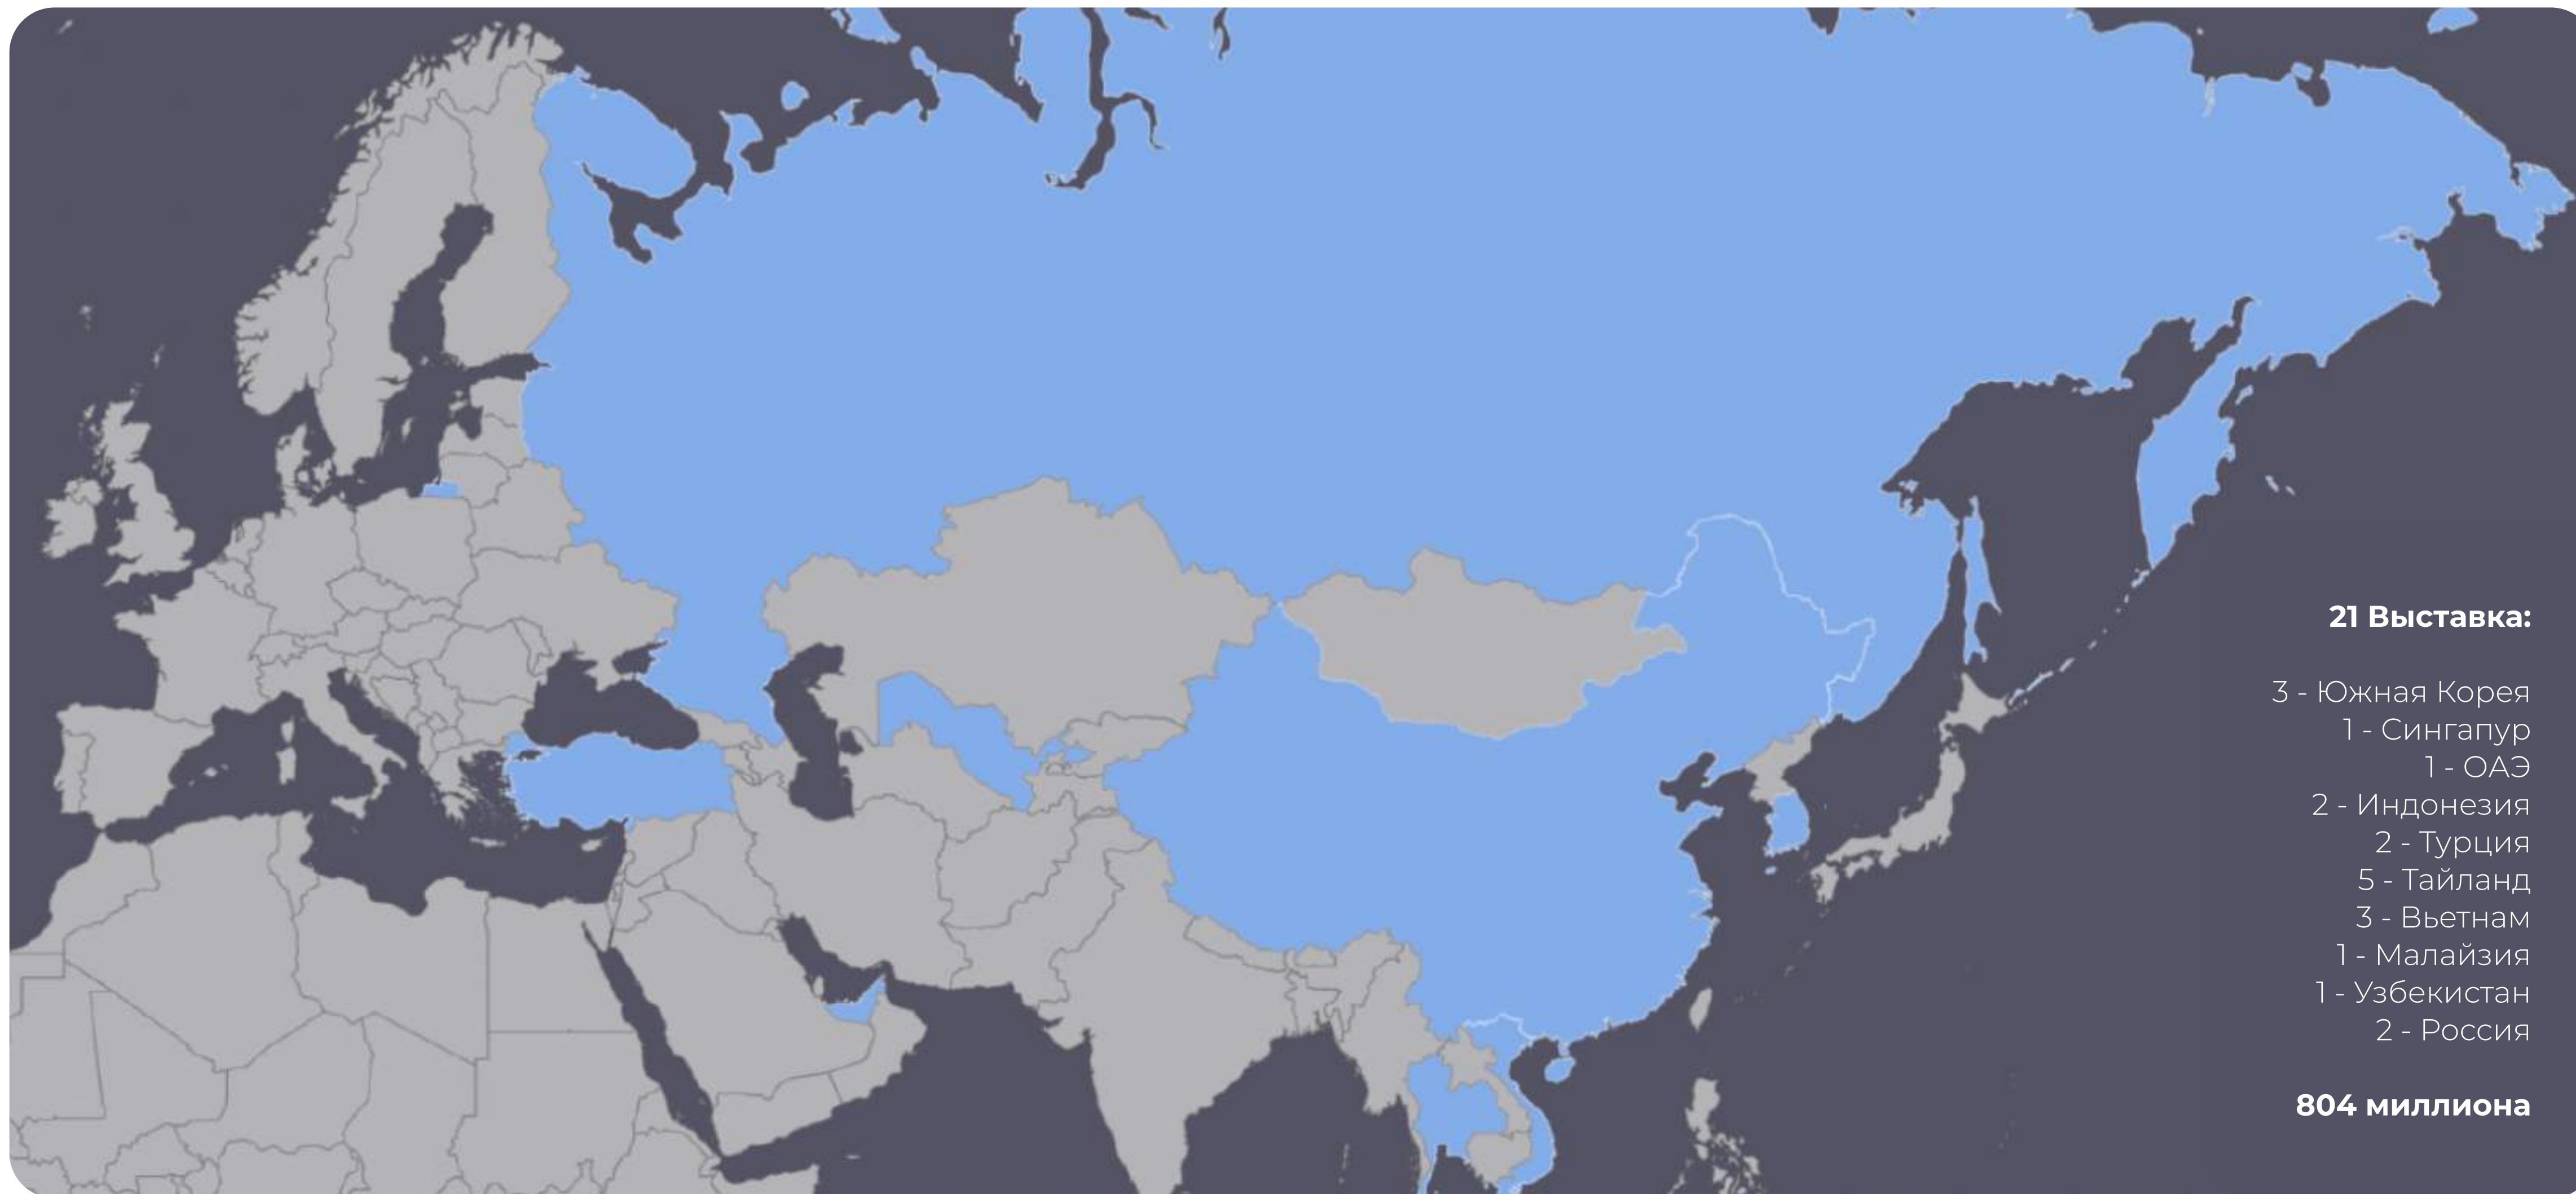 21 Выставка:
3 - Южная Корея
1 - Сингапур
1 - ОАЭ
2 - Индонезия
2 - Турция
5 - Тайланд
3 - Вьетнам
1 - Малайзия
1 - Узбекистан
2 - Россия
804 миллиона